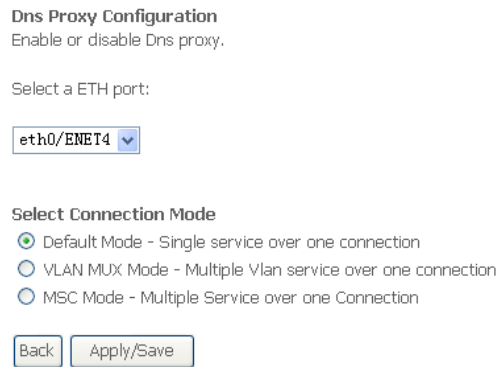 Dns Proxy Configuration
Enable or disable Dns proxy.
Select a ETH port:
eth0/ENET4
Select Connection Mode
Default Mode - Single service over one connection
VLAN MUX Mode - Multiple Vlan service over one connection
MSC Mode - Multiple Service over one Connection
Back Apply/Save